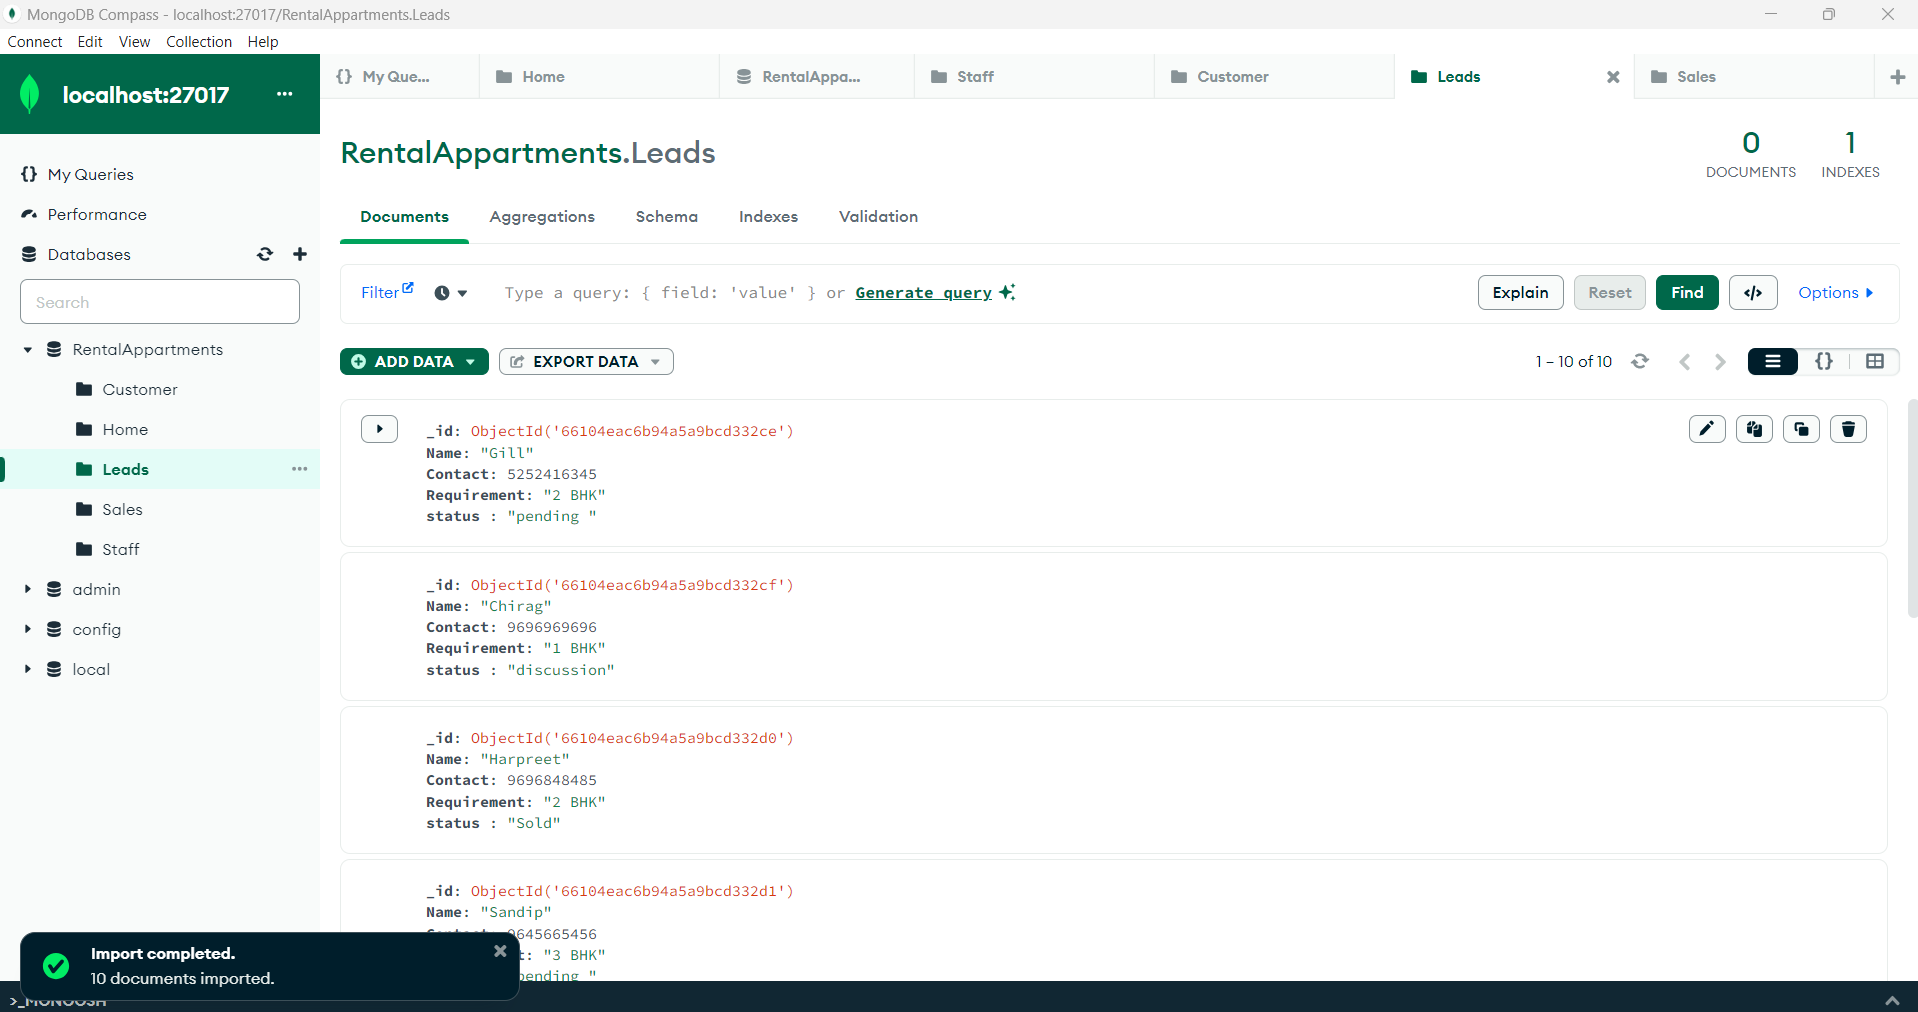 MongoDB Compass - localhost:27017/RentalAppartments.Leads
Connect Edit View Collection Help
localhost:27017 ...
My Queries
Performance
Databases
Search
RentalAppartments
Customer
Home
Leads
Sales
Staff
admin
config
local
{} My Que... Home RentalAppa... Staff Customer Leads Sales
RentalAppartments.Leads
0 DOCUMENTS
1 INDEXES
Documents Aggregations Schema Indexes Validation
Filter Type a query: { field: 'value' } or Generate query Explain Reset Find </> Options
ADD DATA EXPORT DATA 1 – 10 of 10 {}
_id: ObjectId('66104eac6b94a5a9bcd332ce')
Name: "Gill"
Contact: 5252416345
Requirement: "2 BHK"
status : "pending "
_id: ObjectId('66104eac6b94a5a9bcd332cf')
Name: "Chirag"
Contact: 9696969696
Requirement: "1 BHK"
status : "discussion"
_id: ObjectId('66104eac6b94a5a9bcd332d0')
Name: "Harpreet"
Contact: 9696848485
Requirement: "2 BHK"
status : "Sold"
_id: ObjectId('66104eac6b94a5a9bcd332d1')
Name: "Sandip"
9645665456
t: "3 BHK"
pending "
Import completed.
10 documents imported.
>_MONGOSH